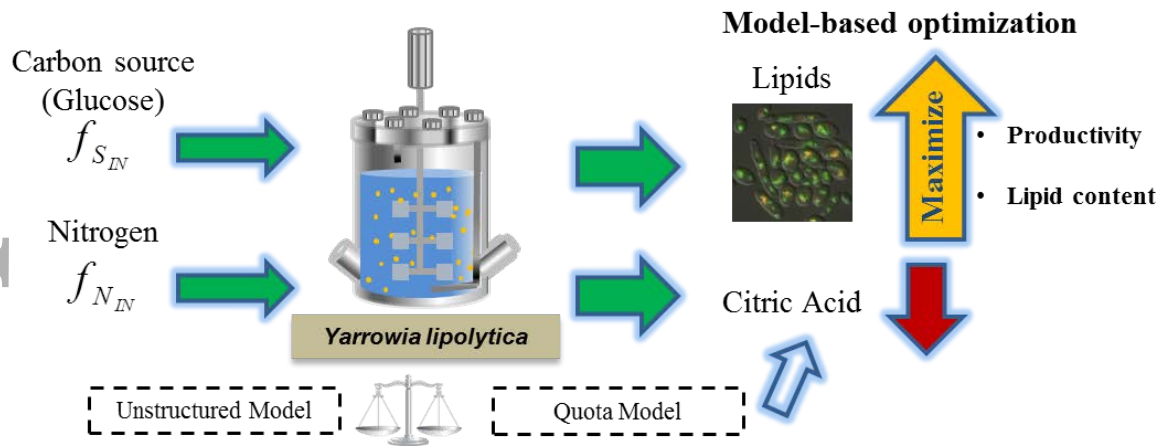 Model-based optimization
Carbon source
(Glucose)
f_{S_{IN}}
Nitrogen
f_{N_{IN}}
Yarrowia lipolytica
Lipids
Maximize
• Productivity
• Lipid content
Citric Acid
Unstructured Model
Quota Model